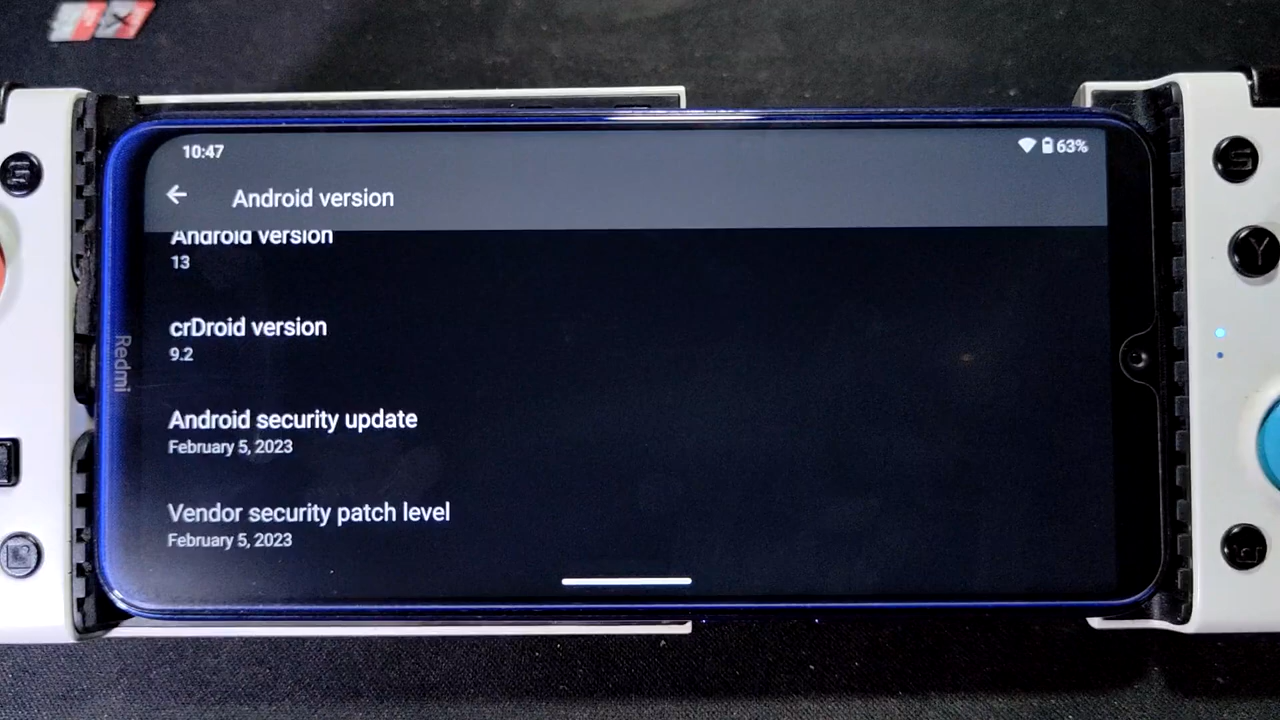 10:47
63%
Android version
Android version
13
crDroid version
9.2
Android security update
February 5, 2023
Vendor security patch level
February 5, 2023
Redmi
Y